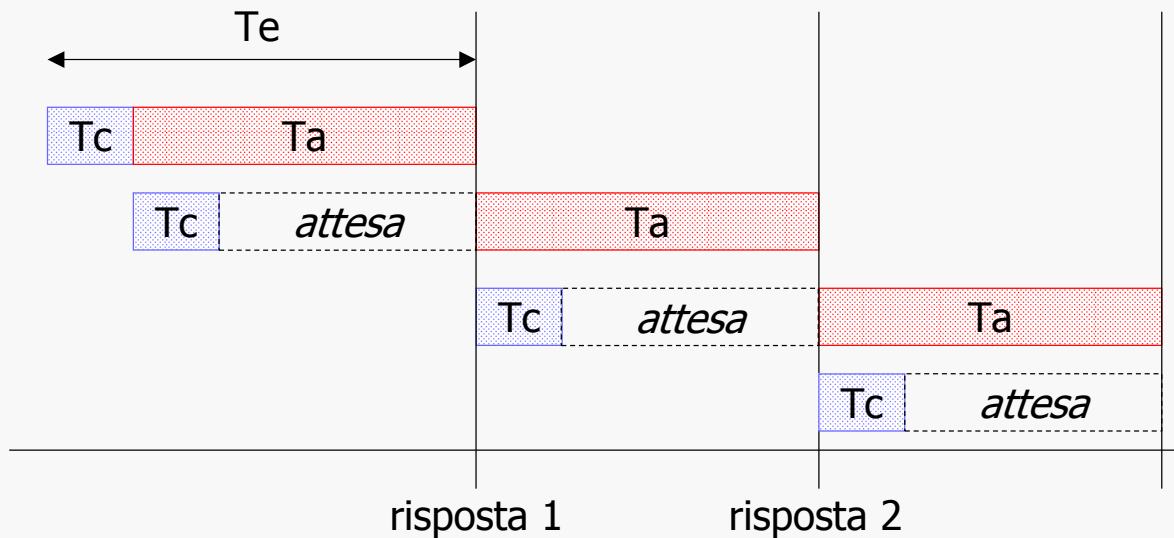 Te
Tc Ta
Tc attesa Ta
Tc attesa Ta
Tc attesa
risposta 1 risposta 2